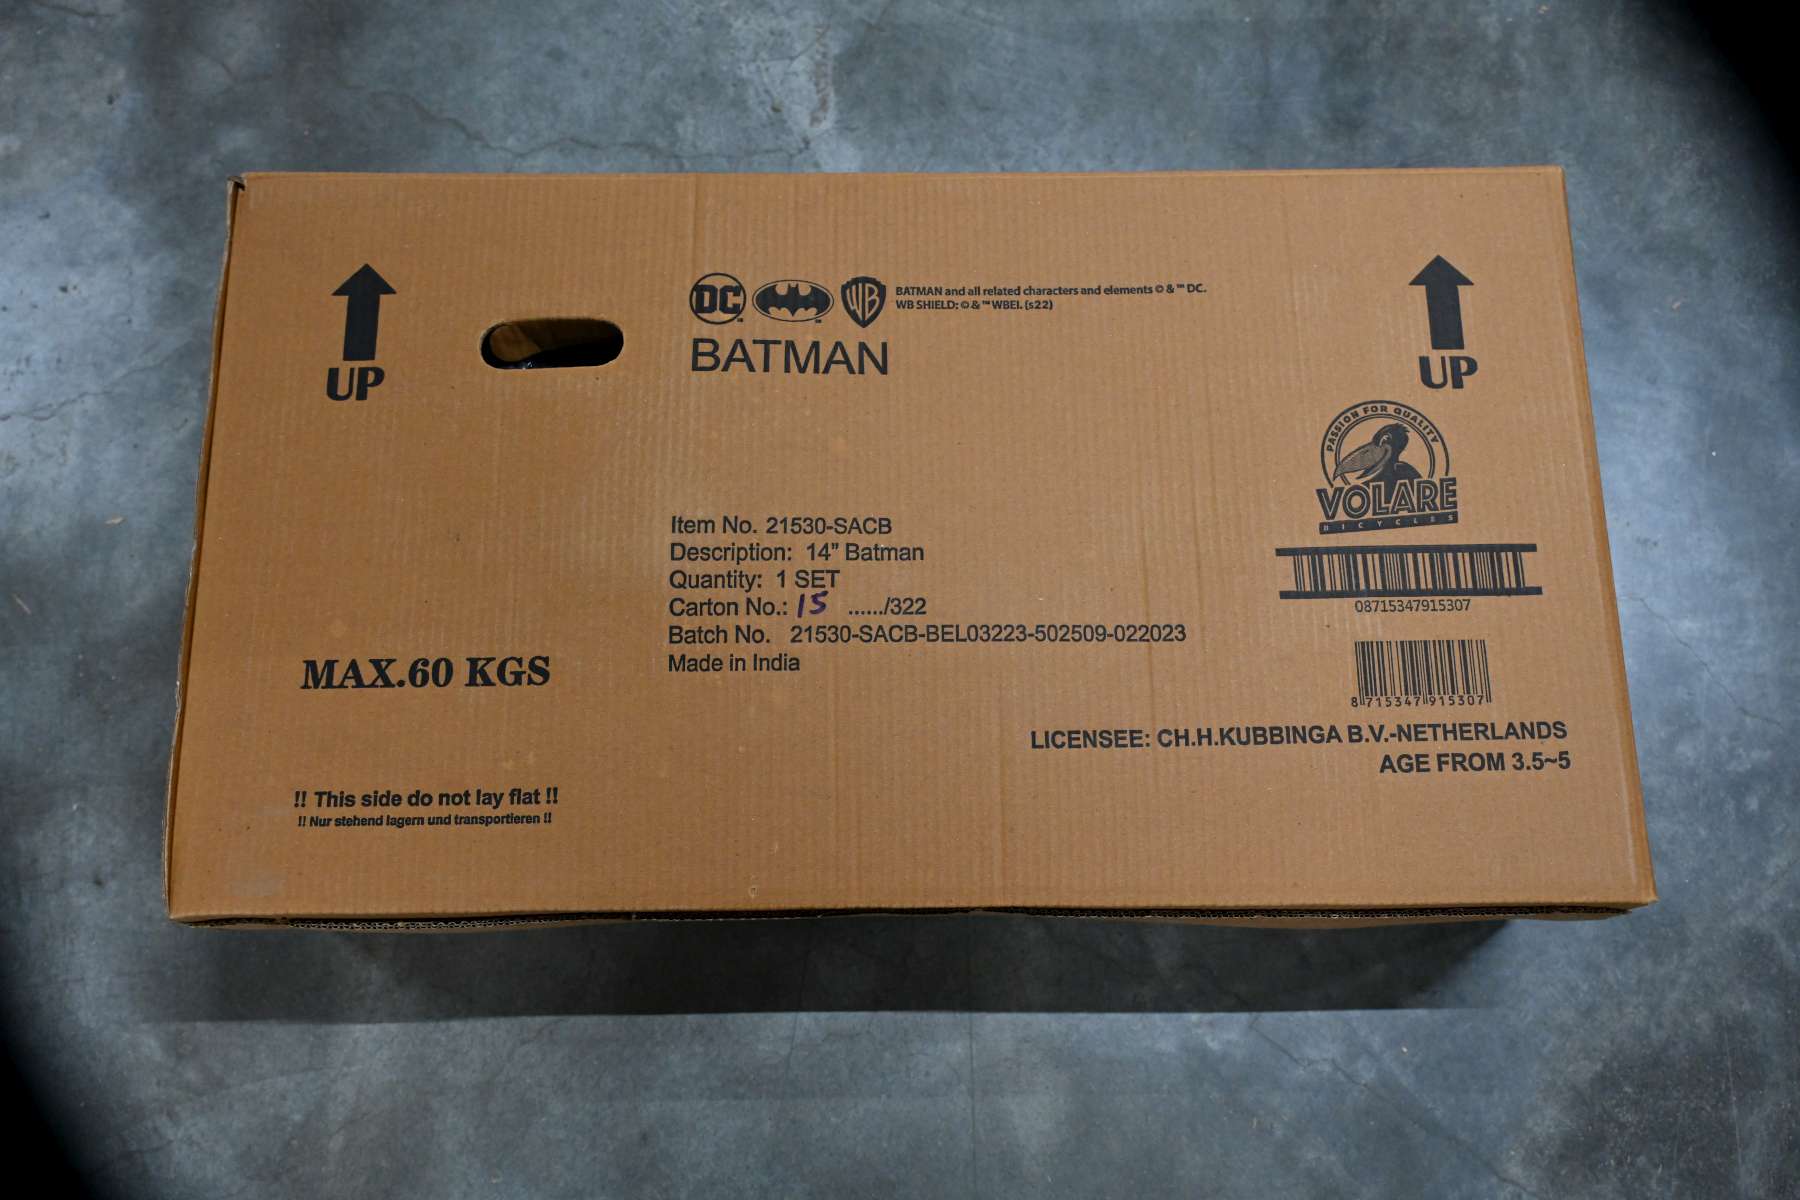 UP
DC
WB
BATMAN and all related characters and elements © & ™ DC.
WB SHIELD: © & ™ WBEI. (s22)
BATMAN
UP
PASSION FOR QUALITY
VOLARE
BICYCLES
Item No. 21530-SACB
Description: 14" Batman
Quantity: 1 SET
Carton No.: 15 ....../322
Batch No. 21530-SACB-BEL03223-502509-022023
Made in India
08715347915307
8 715347 915307
MAX.60 KGS
LICENSEE: CH.H.KUBBINGA B.V.-NETHERLANDS
AGE FROM 3.5~5
!! This side do not lay flat !!
!! Nur stehend lagern und transportieren !!